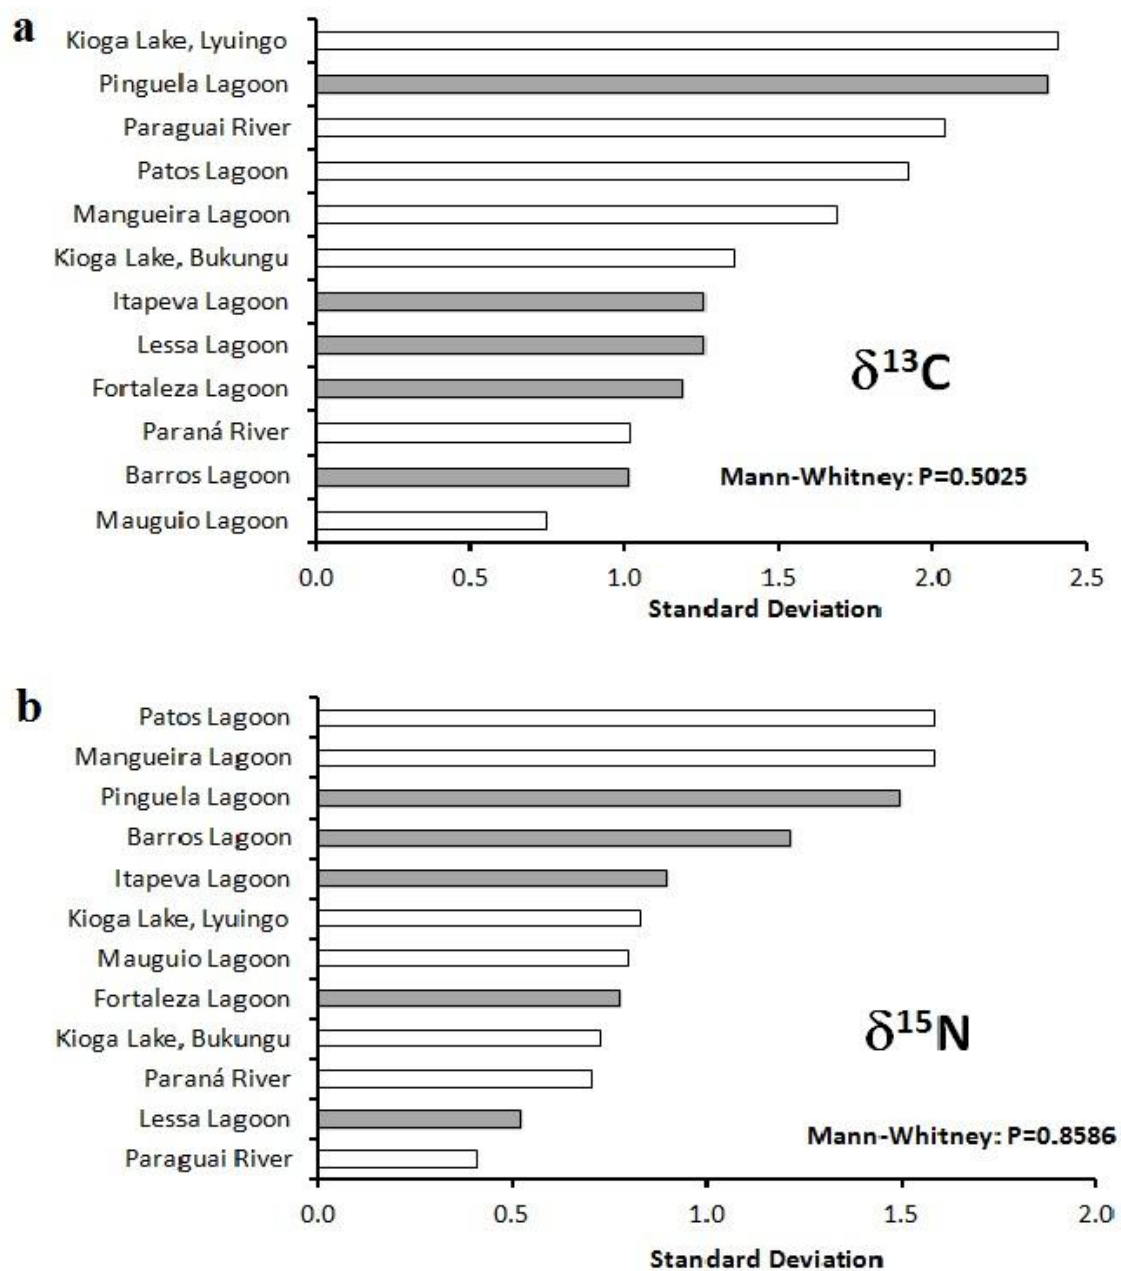 a
Kioga Lake, Lyuingo
Pinguela Lagoon
Paraguai River
Patos Lagoon
Mangueira Lagoon
Kioga Lake, Bukungu
Itapeva Lagoon
Lessa Lagoon
Fortaleza Lagoon
Paraná River
Barros Lagoon
Mauguio Lagoon
δ¹³C
Mann-Whitney: P=0.5025
0.0 0.5 1.0 1.5 2.0 2.5
Standard Deviation
b
Patos Lagoon
Mangueira Lagoon
Pinguela Lagoon
Barros Lagoon
Itapeva Lagoon
Kioga Lake, Lyuingo
Mauguio Lagoon
Fortaleza Lagoon
Kioga Lake, Bukungu
Paraná River
Lessa Lagoon
Paraguai River
δ¹⁵N
Mann-Whitney: P=0.8586
0.0 0.5 1.0 1.5 2.0
Standard Deviation